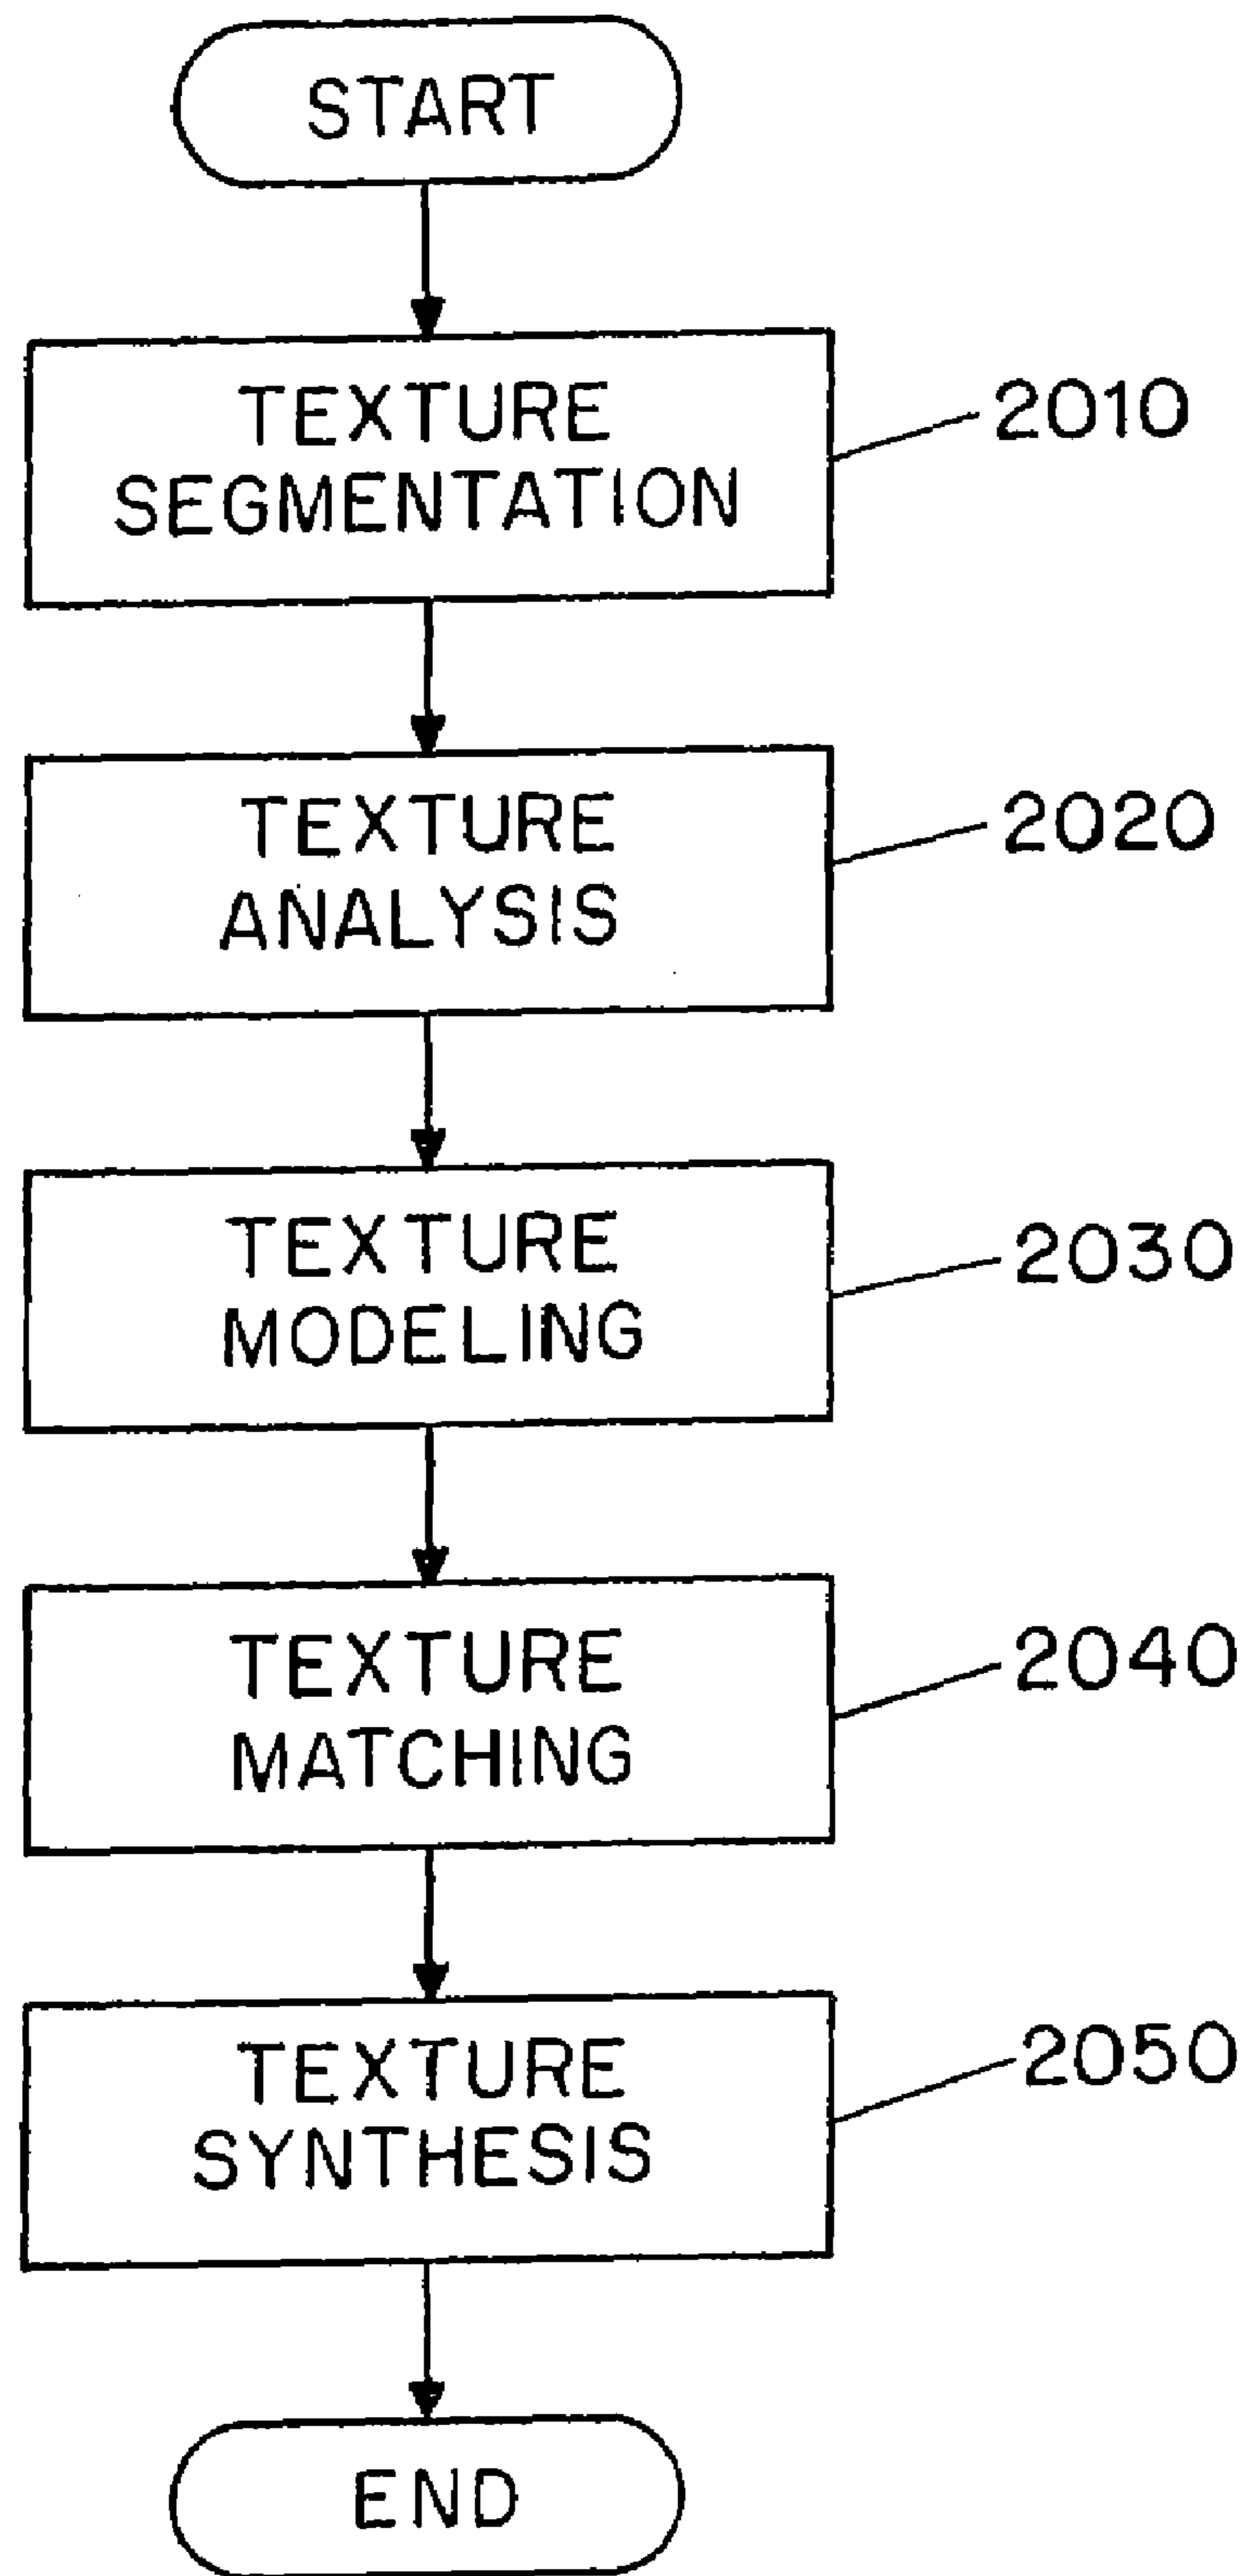 START
TEXTURE
SEGMENTATION
2010
TEXTURE
ANALYSIS
2020
TEXTURE
MODELING
2030
TEXTURE
MATCHING
2040
TEXTURE
SYNTHESIS
2050
END